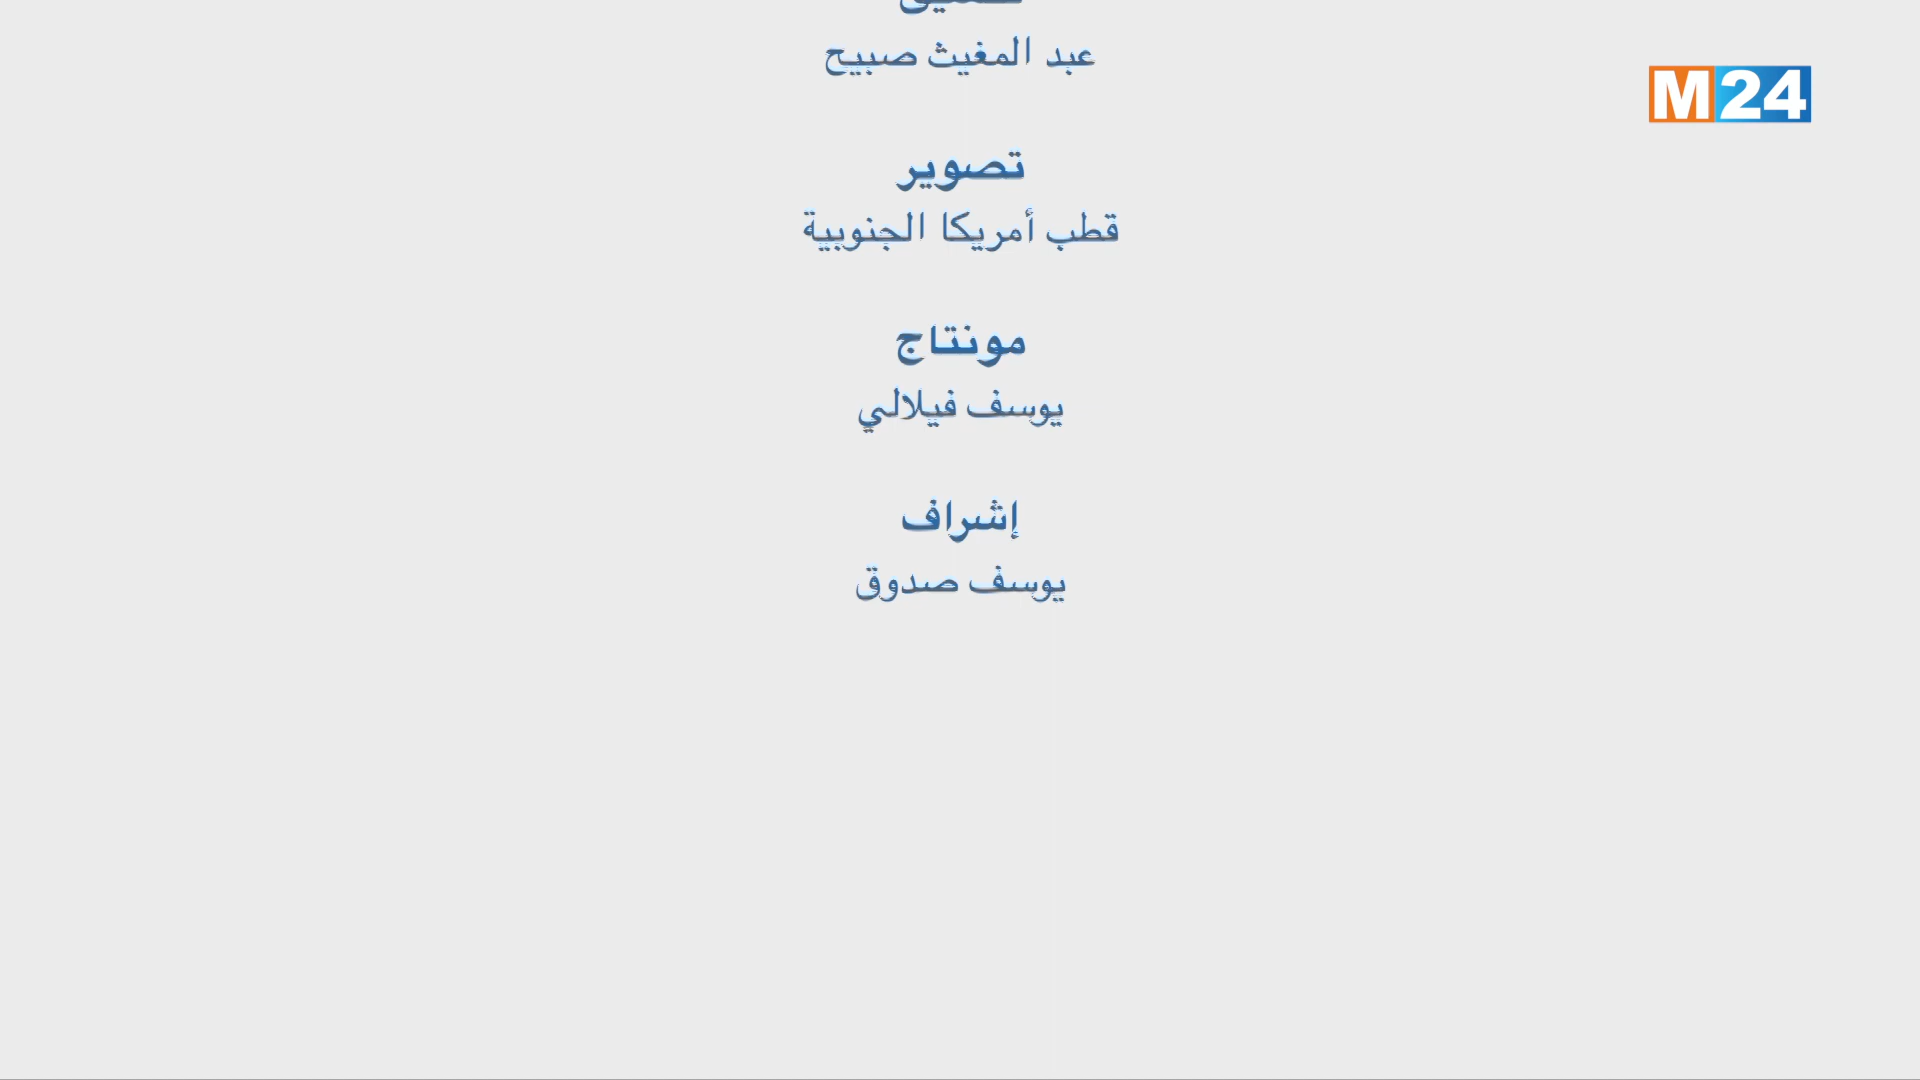 عبد المغيث صبيح
M24
تصوير
قطب أمريكا الجنوبية
مونتاج
يوسف فيلالي
إشراف
يوسف صدوق